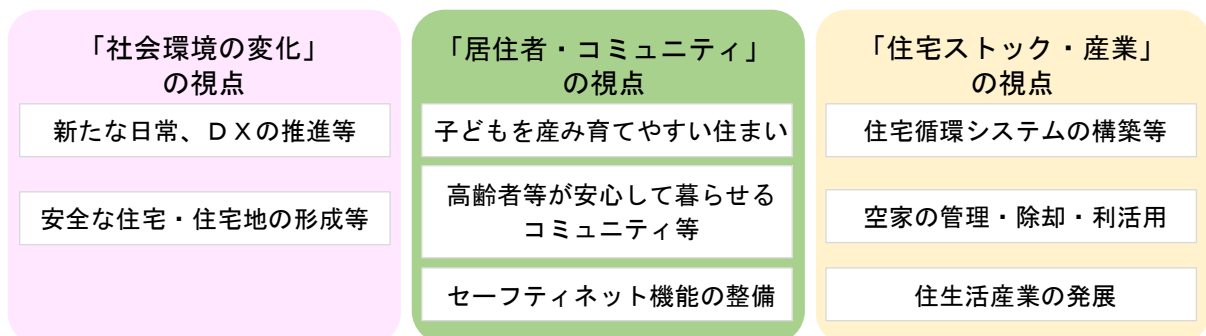 「社会環境の変化」
の視点
新たな日常、ＤＸの推進等
安全な住宅・住宅地の形成等
「居住者・コミュニティ」
の視点
子どもを産み育てやすい住まい
高齢者等が安心して暮らせる
コミュニティ等
セーフティネット機能の整備
「住宅ストック・産業」
の視点
住宅循環システムの構築等
空家の管理・除却・利活用
住生活産業の発展